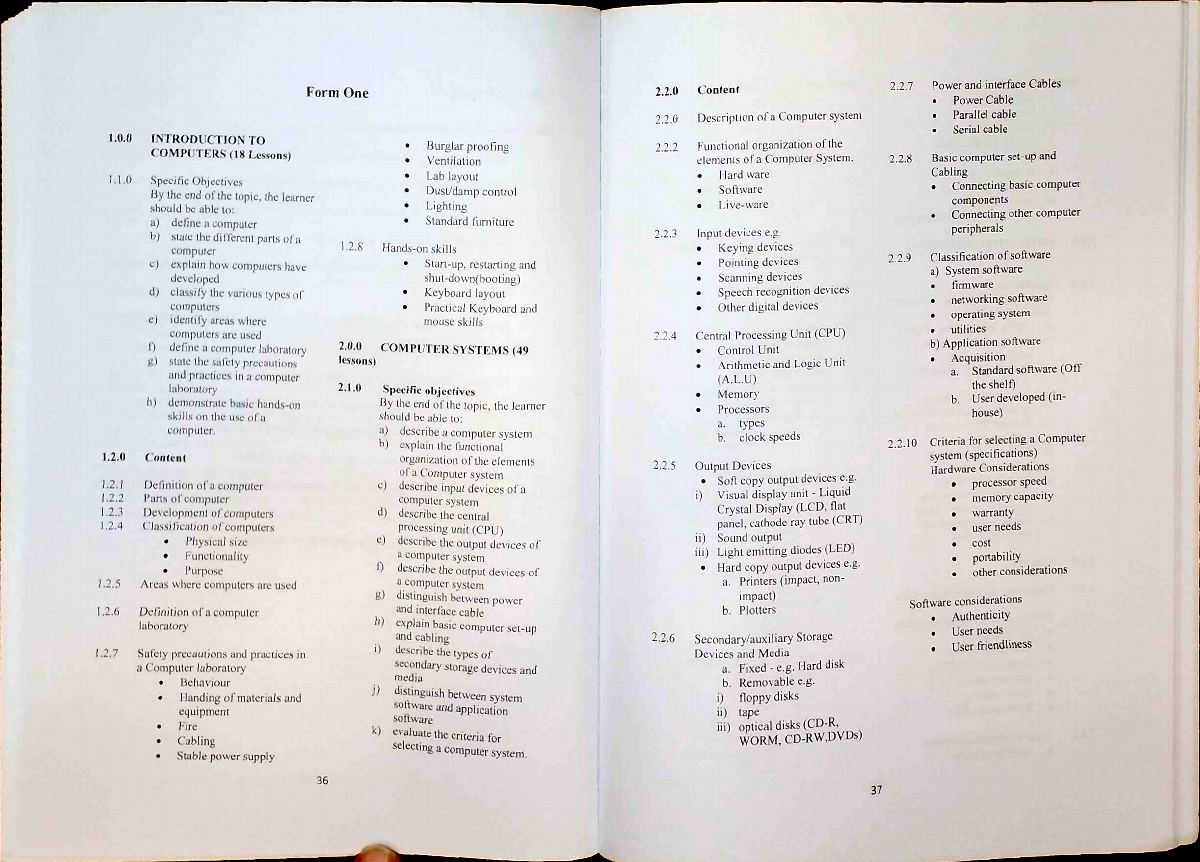 Form One
1.0.0 INTRODUCTION TO
COMPUTERS (18 Lessons)
1.1.0 Specific Objectives
By the end of the topic, the learner
should be able to:
a) define a computer
b) state the different parts of a
computer
c) explain how computers have
developed
d) classify the various types of
computers
e) identify areas where
computers are used
f) define a computer laboratory
g) state the safety precautions
and practices in a computer
laboratory
h) demonstrate basic hands-on
skills on the use of a
computer.
1.2.0 Content
1.2.1 Definition of a computer
1.2.2 Parts of computer
1.2.3 Development of computers
1.2.4 Classification of computers
• Physical size
• Functionality
• Purpose
1.2.5 Areas where computers are used
1.2.6 Definition of a computer
laboratory
1.2.7 Safety precautions and practices in
a Computer laboratory
• Behaviour
• Handing of materials and
equipment
• Fire
• Cabling
• Stable power supply
• Burglar proofing
• Ventilation
• Lab layout
• Dust/damp control
• Lighting
• Standard furniture
1.2.8 Hands-on skills
• Start-up, restarting and
shut-down(booting)
• Keyboard layout
• Practical Keyboard and
mouse skills
2.0.0 COMPUTER SYSTEMS (49
lessons)
2.1.0 Specific objectives
By the end of the topic, the learner
should be able to:
a) describe a computer system
b) explain the functional
organization of the elements
of a Computer system
c) describe input devices of a
computer system
d) describe the central
processing unit (CPU)
e) describe the output devices of
a computer system
f) describe the output devices of
a computer system
g) distinguish between power
and interface cable
h) explain basic computer set-up
and cabling
i) describe the types of
secondary storage devices and
media
j) distinguish between system
software and application
software
k) evaluate the criteria for
selecting a computer system.
36
2.2.0 Content
2.2.0 Description of a Computer system
2.2.2 Functional organization of the
elements of a Computer System.
• Hard ware
• Software
• Live-ware
2.2.3 Input devices e.g.
• Keying devices
• Pointing devices
• Scanning devices
• Speech recognition devices
• Other digital devices
2.2.4 Central Processing Unit (CPU)
• Control Unit
• Arithmetic and Logic Unit
(A.L.U)
• Memory
• Processors
a. types
b. clock speeds
2.2.5 Output Devices
• Soft copy output devices e.g.
i) Visual display unit - Liquid
Crystal Display (LCD, flat
panel, cathode ray tube (CRT)
ii) Sound output
iii) Light emitting diodes (LED)
• Hard copy output devices e.g.
a. Printers (impact, non-
impact)
b. Plotters
2.2.6 Secondary/auxiliary Storage
Devices and Media
a. Fixed - e.g. Hard disk
b. Removable e.g.
i) floppy disks
ii) tape
iii) optical disks (CD-R,
WORM, CD-RW,DVDs)
2.2.7 Power and interface Cables
• Power Cable
• Parallel cable
• Serial cable
2.2.8 Basic computer set-up and
Cabling
• Connecting basic computer
components
• Connecting other computer
peripherals
2.2.9 Classification of software
a) System software
• firmware
• networking software
• operating system
• utilities
b) Application software
• Acquisition
a. Standard software (Off
the shelf)
b. User developed (in-
house)
2.2.10 Criteria for selecting a Computer
system (specifications)
Hardware Considerations
• processor speed
• memory capacity
• warranty
• user needs
• cost
• portability
• other considerations
Software considerations
• Authenticity
• User needs
• User friendliness
37